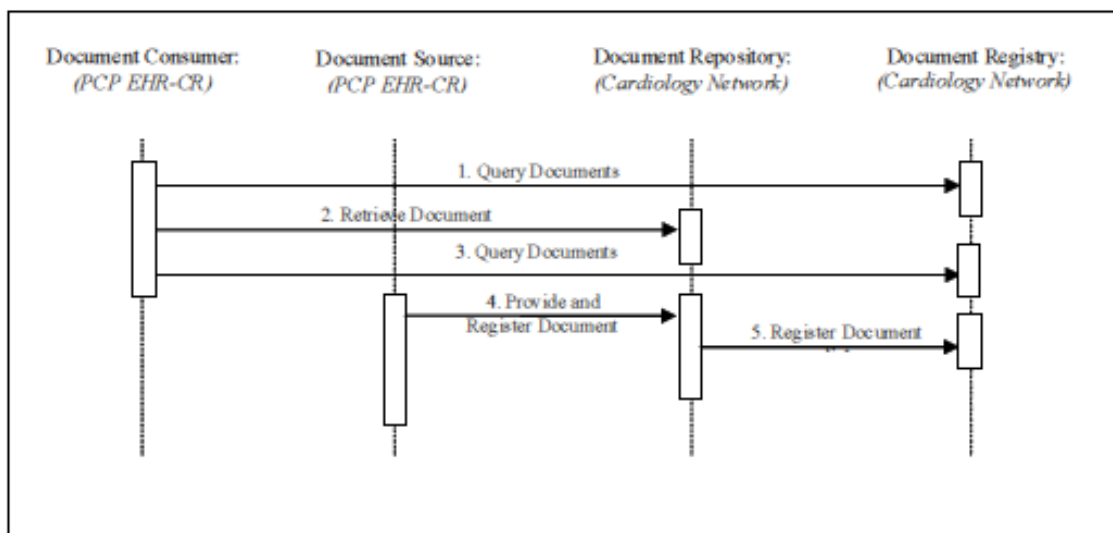 Document Consumer:
(PCP EHR-CR)
Document Source:
(PCP EHR-CR)
Document Repository:
(Cardiology Network)
Document Registry:
(Cardiology Network)
1. Query Documents
2. Retrieve Document
3. Query Documents
4. Provide and
Register Document
5. Register Document